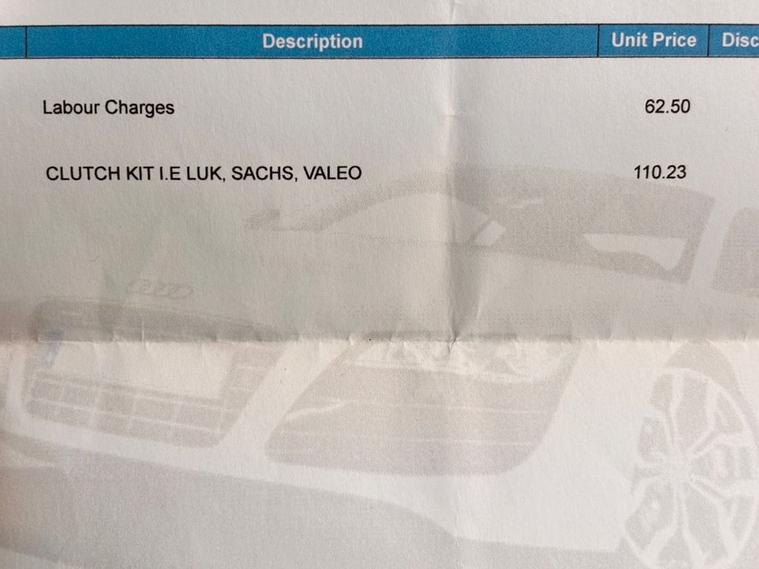 Description Unit Price Disc
Labour Charges 62.50
CLUTCH KIT I.E LUK, SACHS, VALEO 110.23